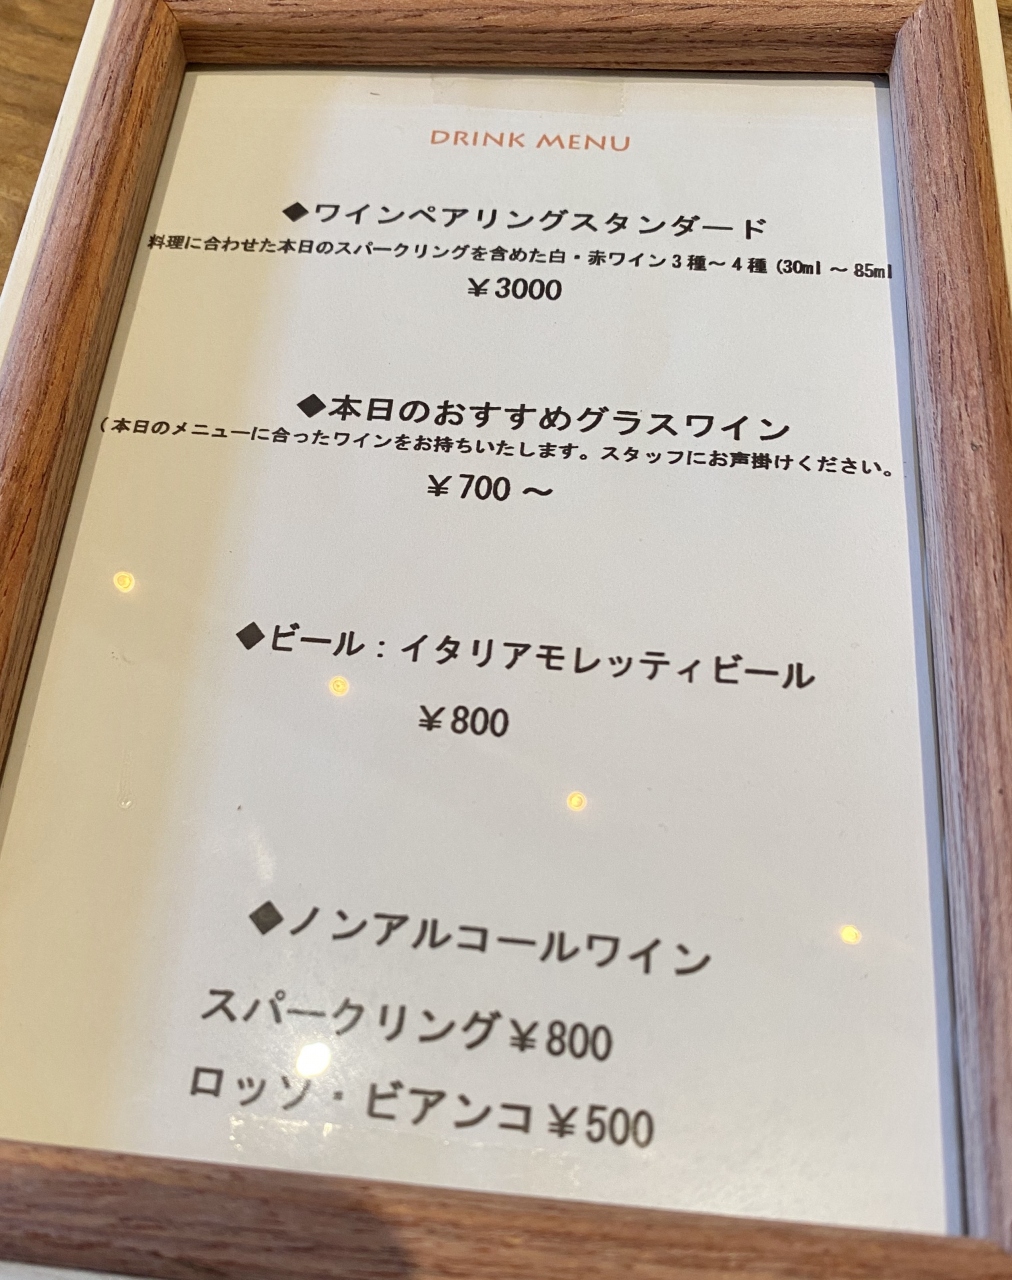 DRINK MENU
◆ワインペアリングスタンダード
料理に合わせた本日のスパークリングを含めた白・赤ワイン3種～4種（30ml ～ 85ml
￥3000
◆本日のおすすめグラスワイン
（本日のメニューに合ったワインをお持ちいたします。スタッフにお声掛けください。
￥700 ～
◆ビール：イタリアモレッティビール
￥800
◆ノンアルコールワイン
スパークリング￥800
ロッソ・ビアンコ￥500